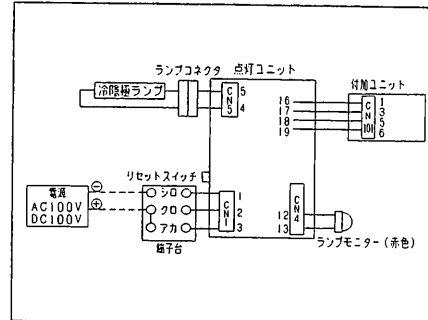 ランプコネクタ 点灯ユニット
冷陰極ランプ
CN5
5
4
付加ユニット
16
17
18
19
CN101
1
3
5
6
リセットスイッチ
電源
AC100V
DC100V
⊖
⊕
シロ
クロ
アカ
端子台
CN1
1
2
3
CN4
12
13
ランプモニター(赤色)